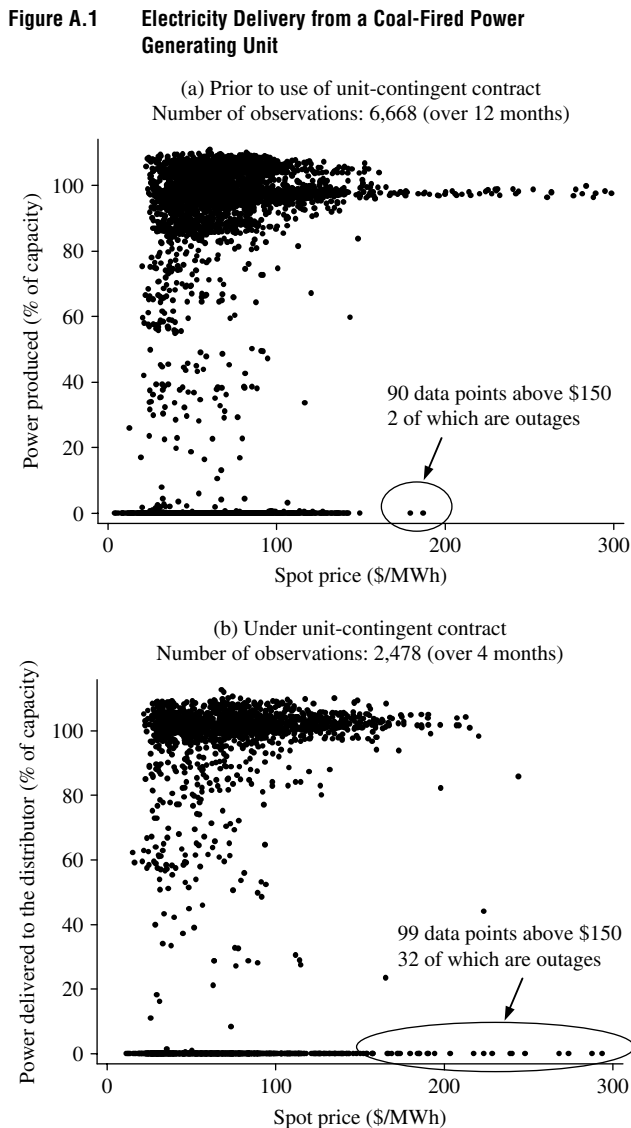 Figure A.1 Electricity Delivery from a Coal-Fired Power
Generating Unit
(a) Prior to use of unit-contingent contract
Number of observations: 6,668 (over 12 months)
Power produced (% of capacity)
100
80
60
40
20
0
90 data points above $150
2 of which are outages
0 100 200 300
Spot price ($/MWh)
(b) Under unit-contingent contract
Number of observations: 2,478 (over 4 months)
Power delivered to the distributor (% of capacity)
100
80
60
40
20
0
99 data points above $150
32 of which are outages
0 100 200 300
Spot price ($/MWh)